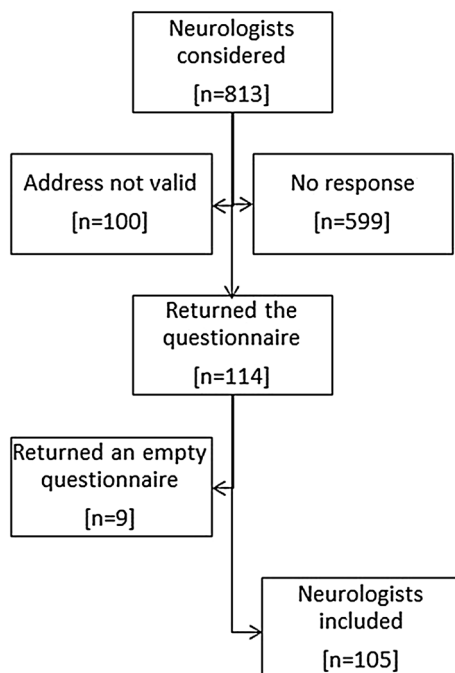 Neurologists
considered
[n=813]
Address not valid
[n=100]
No response
[n=599]
Returned the
questionnaire
[n=114]
Returned an empty
questionnaire
[n=9]
Neurologists
included
[n=105]